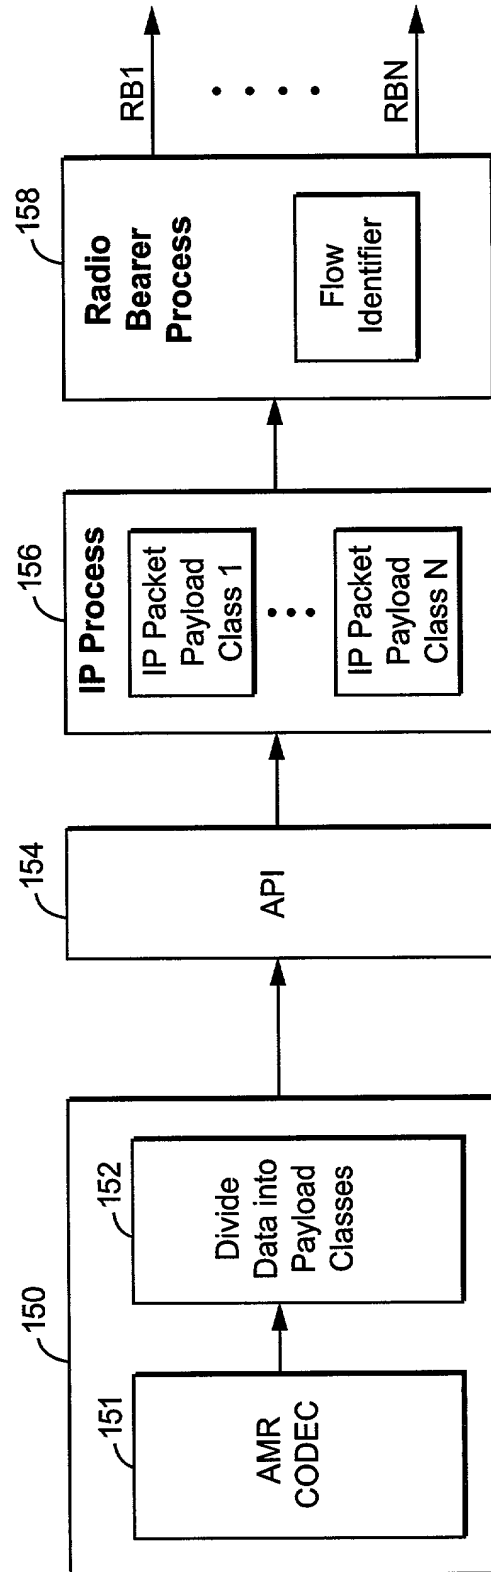 150
151
AMR
CODEC
152
Divide
Data into
Payload
Classes
154
API
156
IP Process
IP Packet
Payload
Class 1
IP Packet
Payload
Class N
158
Radio
Bearer
Process
Flow
Identifier
RB1
RBN